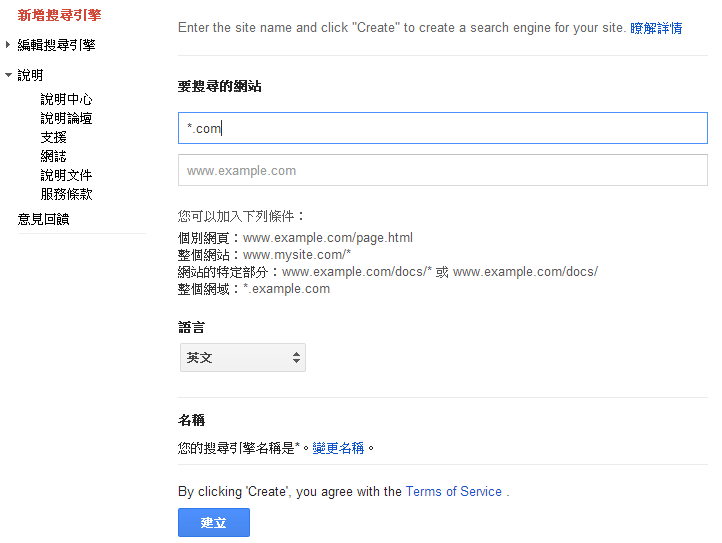 新增搜尋引擎
編輯搜尋引擎
說明
說明中心
說明論壇
支援
網誌
說明文件
服務條款
意見回饋
Enter the site name and click "Create" to create a search engine for your site. 瞭解詳情
要搜尋的網站
*.com
www.example.com
您可以加入下列條件：
個別網頁：www.example.com/page.html
整個網站：www.mysite.com/*
網站的特定部分：www.example.com/docs/* 或 www.example.com/docs/
整個網域：*.example.com
語言
英文
名稱
您的搜尋引擎名稱是*。變更名稱。
By clicking 'Create', you agree with the Terms of Service .
建立